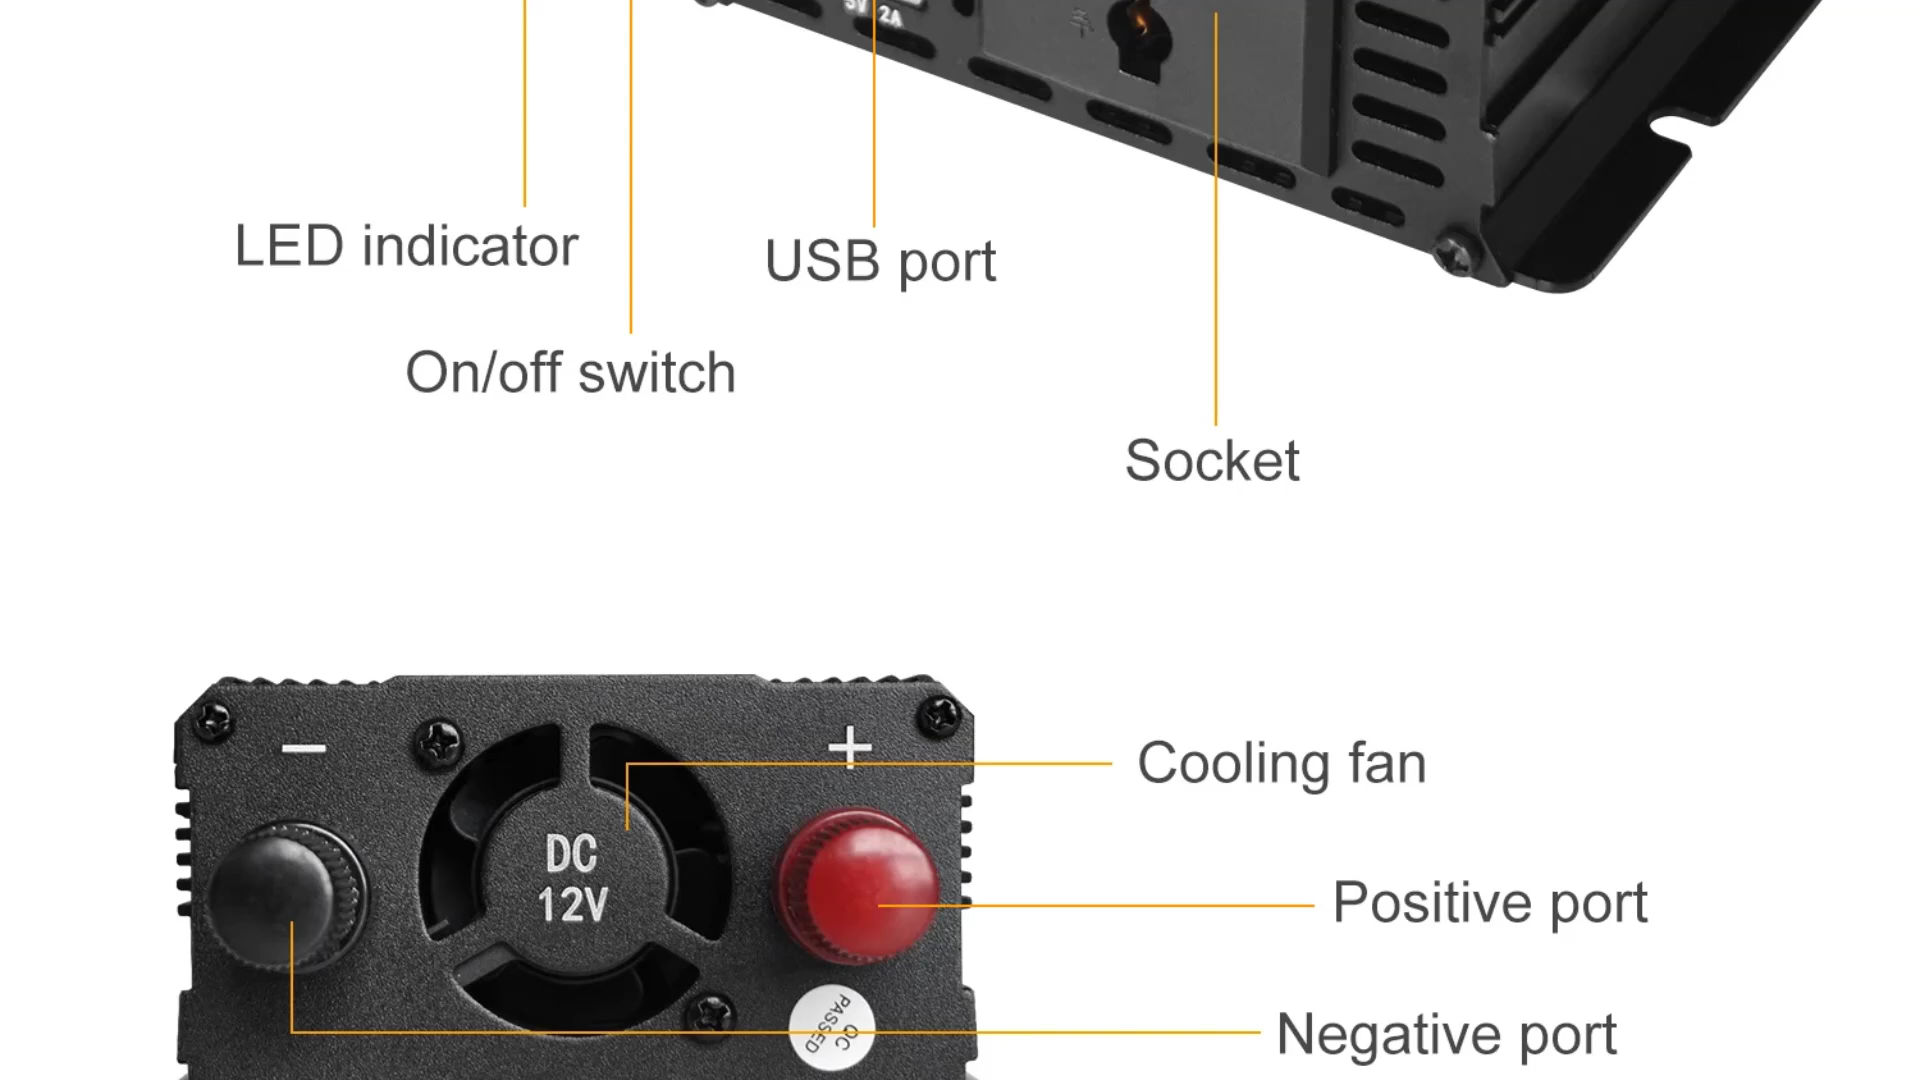 5V 2A
LED indicator
USB port
On/off switch
Socket
Cooling fan
DC
12V
Positive port
Negative port
QC
PASSED